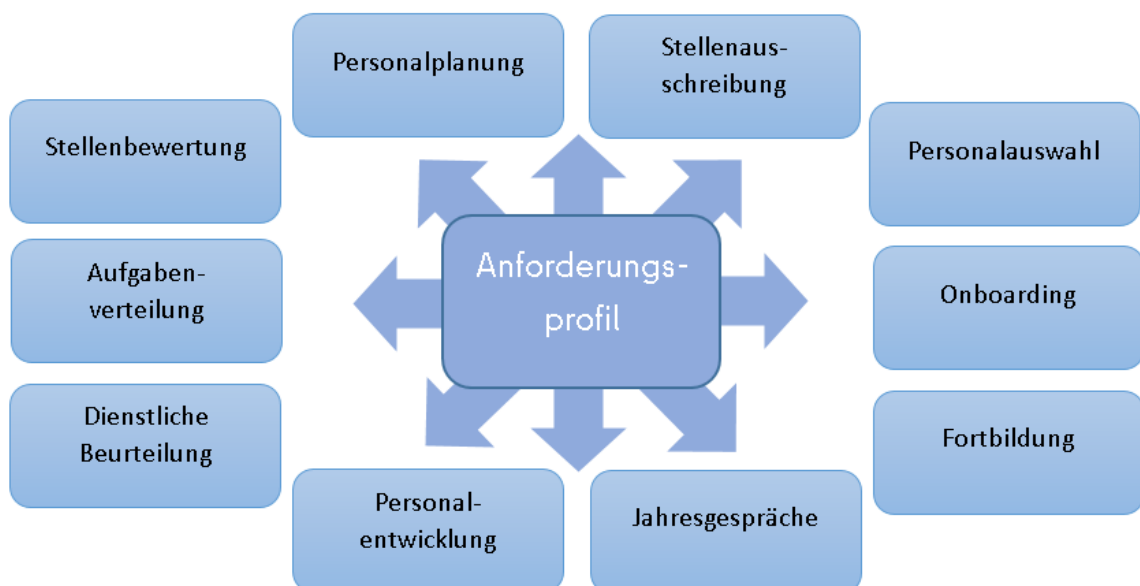 Personalplanung
Stellenaus-
schreibung
Stellenbewertung
Personalauswahl
Anforderungs-
profil
Aufgaben-
verteilung
Onboarding
Dienstliche
Beurteilung
Fortbildung
Personal-
entwicklung
Jahresgespräche